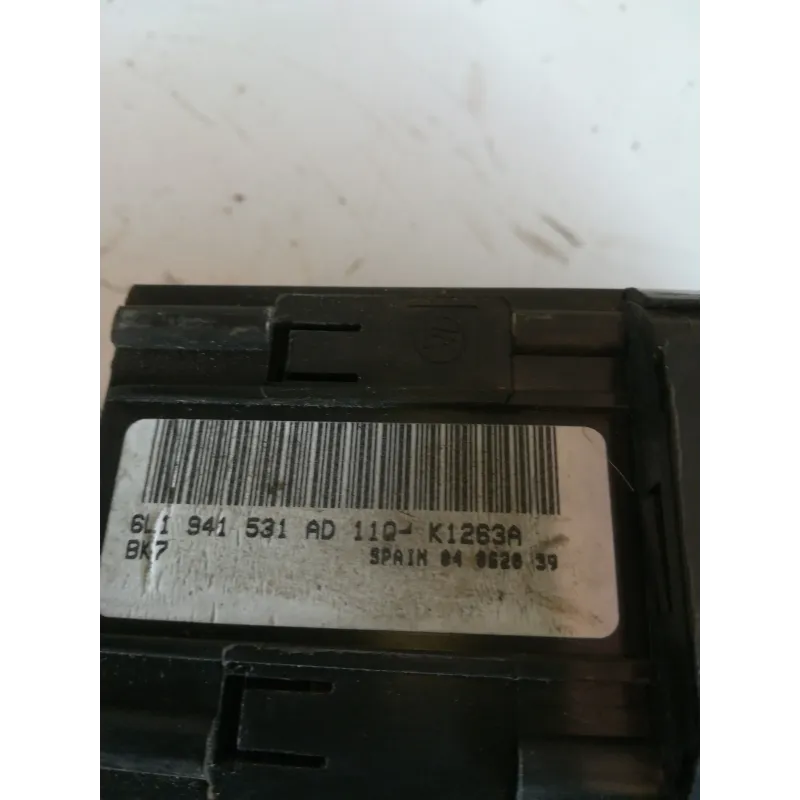 6L1 941 531 AD 11Q- K1263A
BK7
SPAIN 04 0620 39